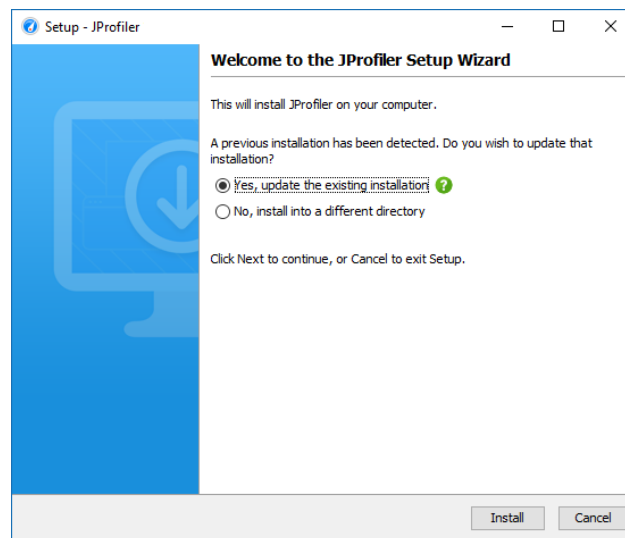 Setup - JProfiler
Welcome to the JProfiler Setup Wizard
This will install JProfiler on your computer.
A previous installation has been detected. Do you wish to update that
installation?
Yes, update the existing installation ?
No, install into a different directory
Click Next to continue, or Cancel to exit Setup.
Install Cancel